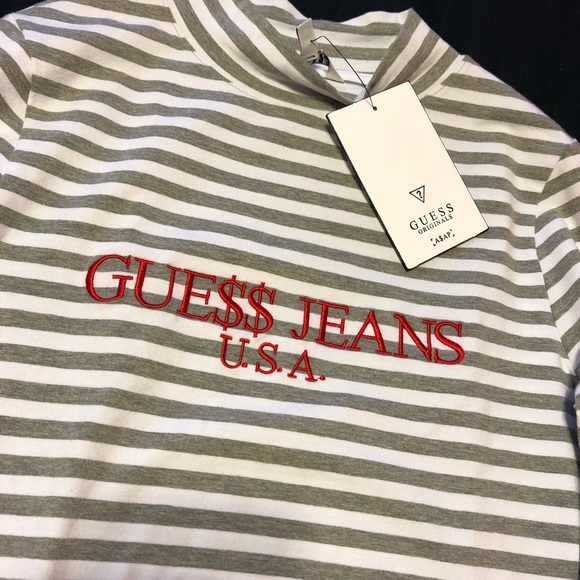 ?
GUESS
ORIGINALS
[A$AP]
GUE$$ JEANS
U.S.A.